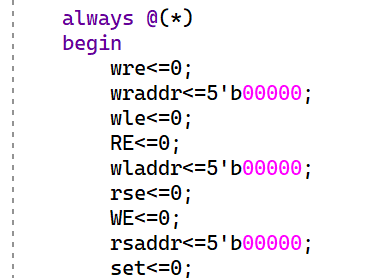 always @(*)
begin
wre<=0;
wraddr<=5'b00000;
wle<=0;
RE<=0;
wladdr<=5'b00000;
rse<=0;
WE<=0;
rsaddr<=5'b00000;
set<=0;